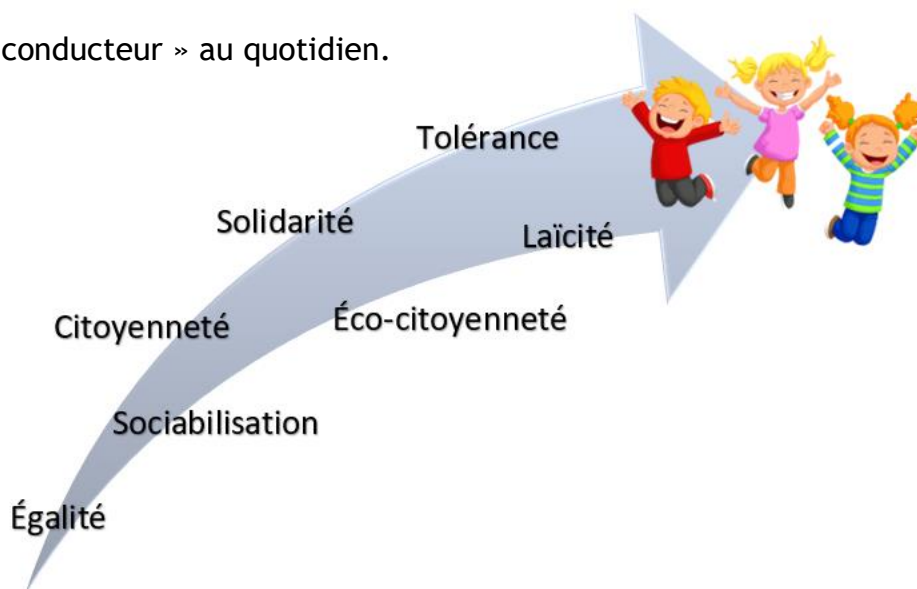 conducteur » au quotidien.
Tolérance
Solidarité
Laïcité
Citoyenneté
Éco-citoyenneté
Sociabilisation
Égalité